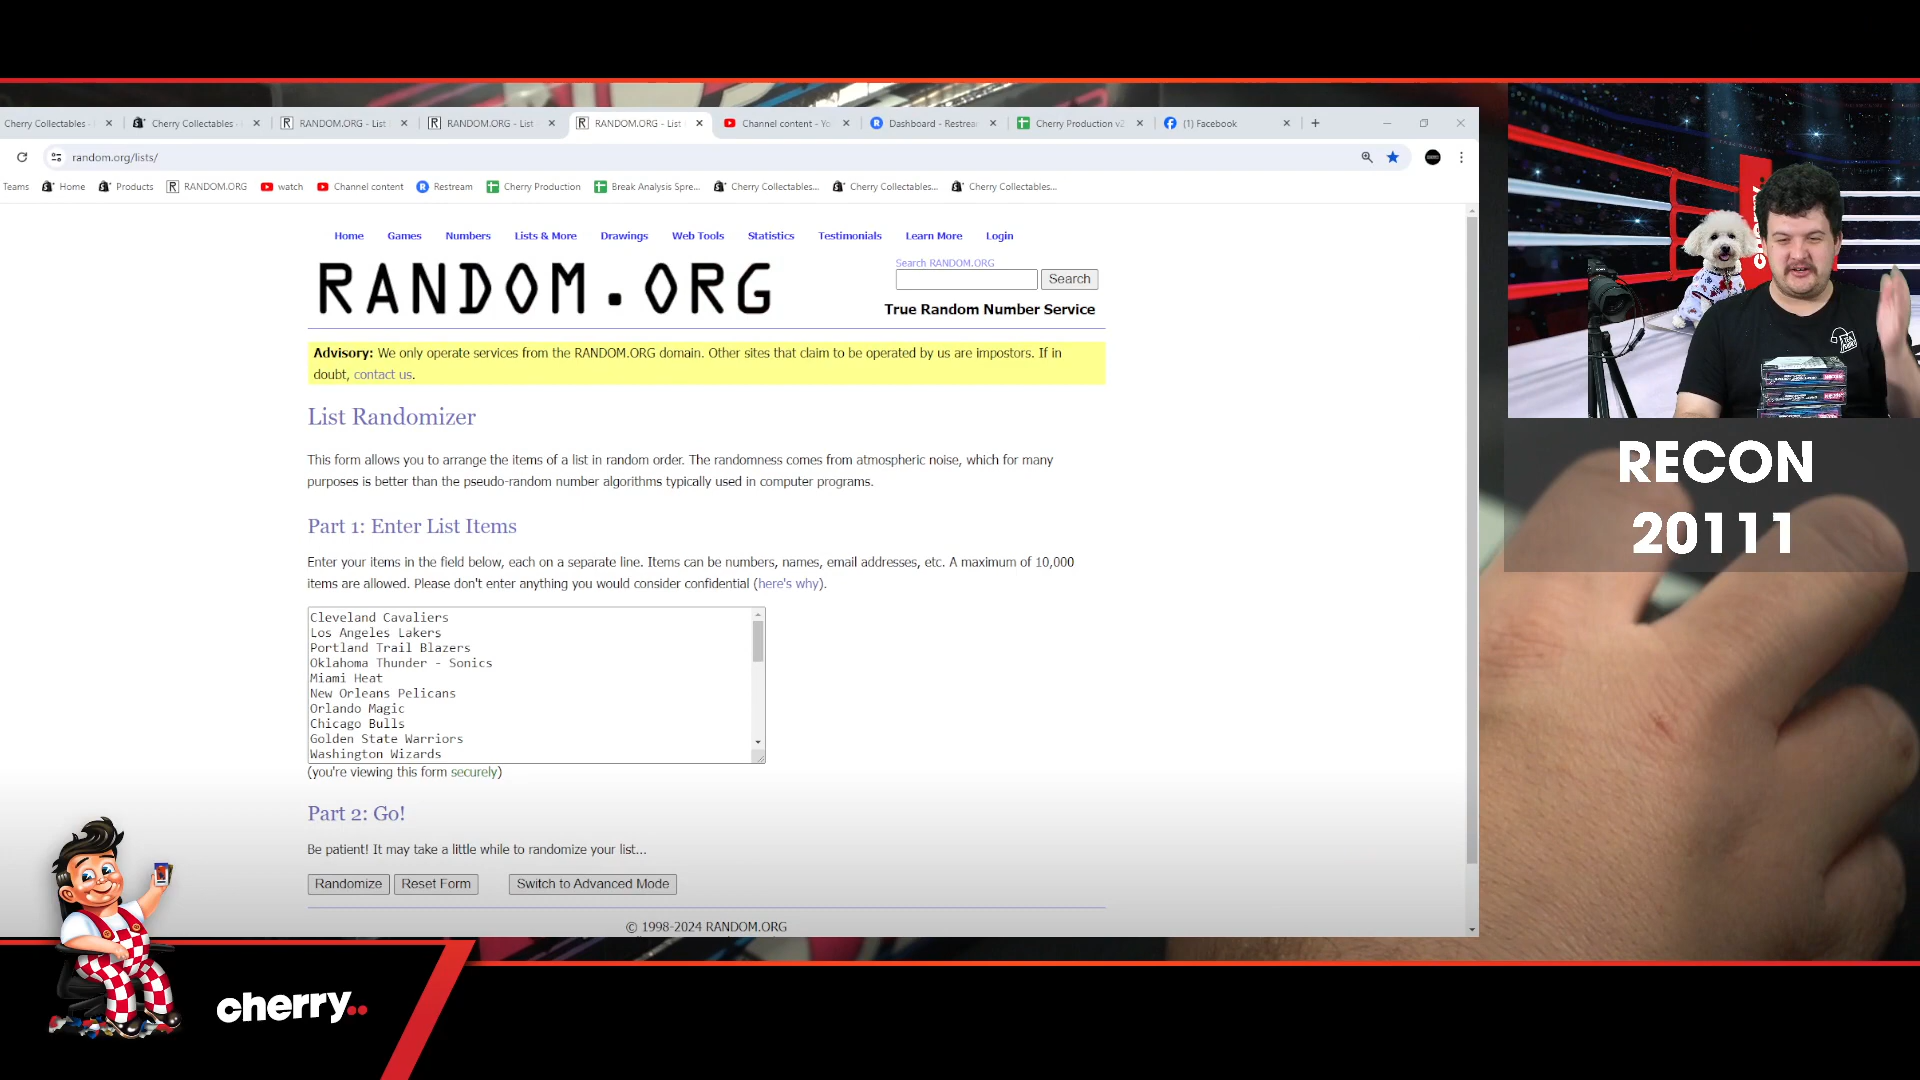 Cherry Collectables -
Cherry Collectables -
RANDOM.ORG - List
RANDOM.ORG - List
RANDOM.ORG - List
Channel content - Yo
Dashboard - Restrea
Cherry Production v2
(1) Facebook
random.org/lists/
Teams
Home
Products
RANDOM.ORG
watch
Channel content
Restream
Cherry Production
Break Analysis Spre...
Cherry Collectables...
Cherry Collectables...
Cherry Collectables...
Home Games Numbers Lists & More Drawings Web Tools Statistics Testimonials Learn More Login
RANDOM.ORG
Search RANDOM.ORG
Search
True Random Number Service
Advisory: We only operate services from the RANDOM.ORG domain. Other sites that claim to be operated by us are impostors. If in
doubt, contact us.
List Randomizer
This form allows you to arrange the items of a list in random order. The randomness comes from atmospheric noise, which for many
purposes is better than the pseudo-random number algorithms typically used in computer programs.
Part 1: Enter List Items
Enter your items in the field below, each on a separate line. Items can be numbers, names, email addresses, etc. A maximum of 10,000
items are allowed. Please don't enter anything you would consider confidential (here's why).
Cleveland Cavaliers
Los Angeles Lakers
Portland Trail Blazers
Oklahoma Thunder - Sonics
Miami Heat
New Orleans Pelicans
Orlando Magic
Chicago Bulls
Golden State Warriors
Washington Wizards
(you're viewing this form securely)
Part 2: Go!
Be patient! It may take a little while to randomize your list...
Randomize
Reset Form
Switch to Advanced Mode
© 1998-2024 RANDOM.ORG
RECON
20111
cherry..